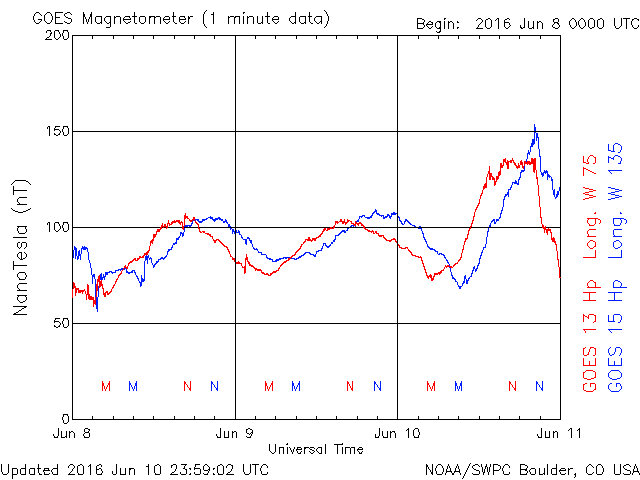 GOES Magnetometer (1 minute data)
Begin: 2016 Jun 8 0000 UTC
200
150
100
50
0
NanoTesla (nT)
M M N N M M N N M M N N
Jun 8 Jun 9 Jun 10 Jun 11
Universal Time
GOES 13 Hp Long. W 75
GOES 15 Hp Long. W 135
Updated 2016 Jun 10 23:59:02 UTC
NOAA/SWPC Boulder, CO USA